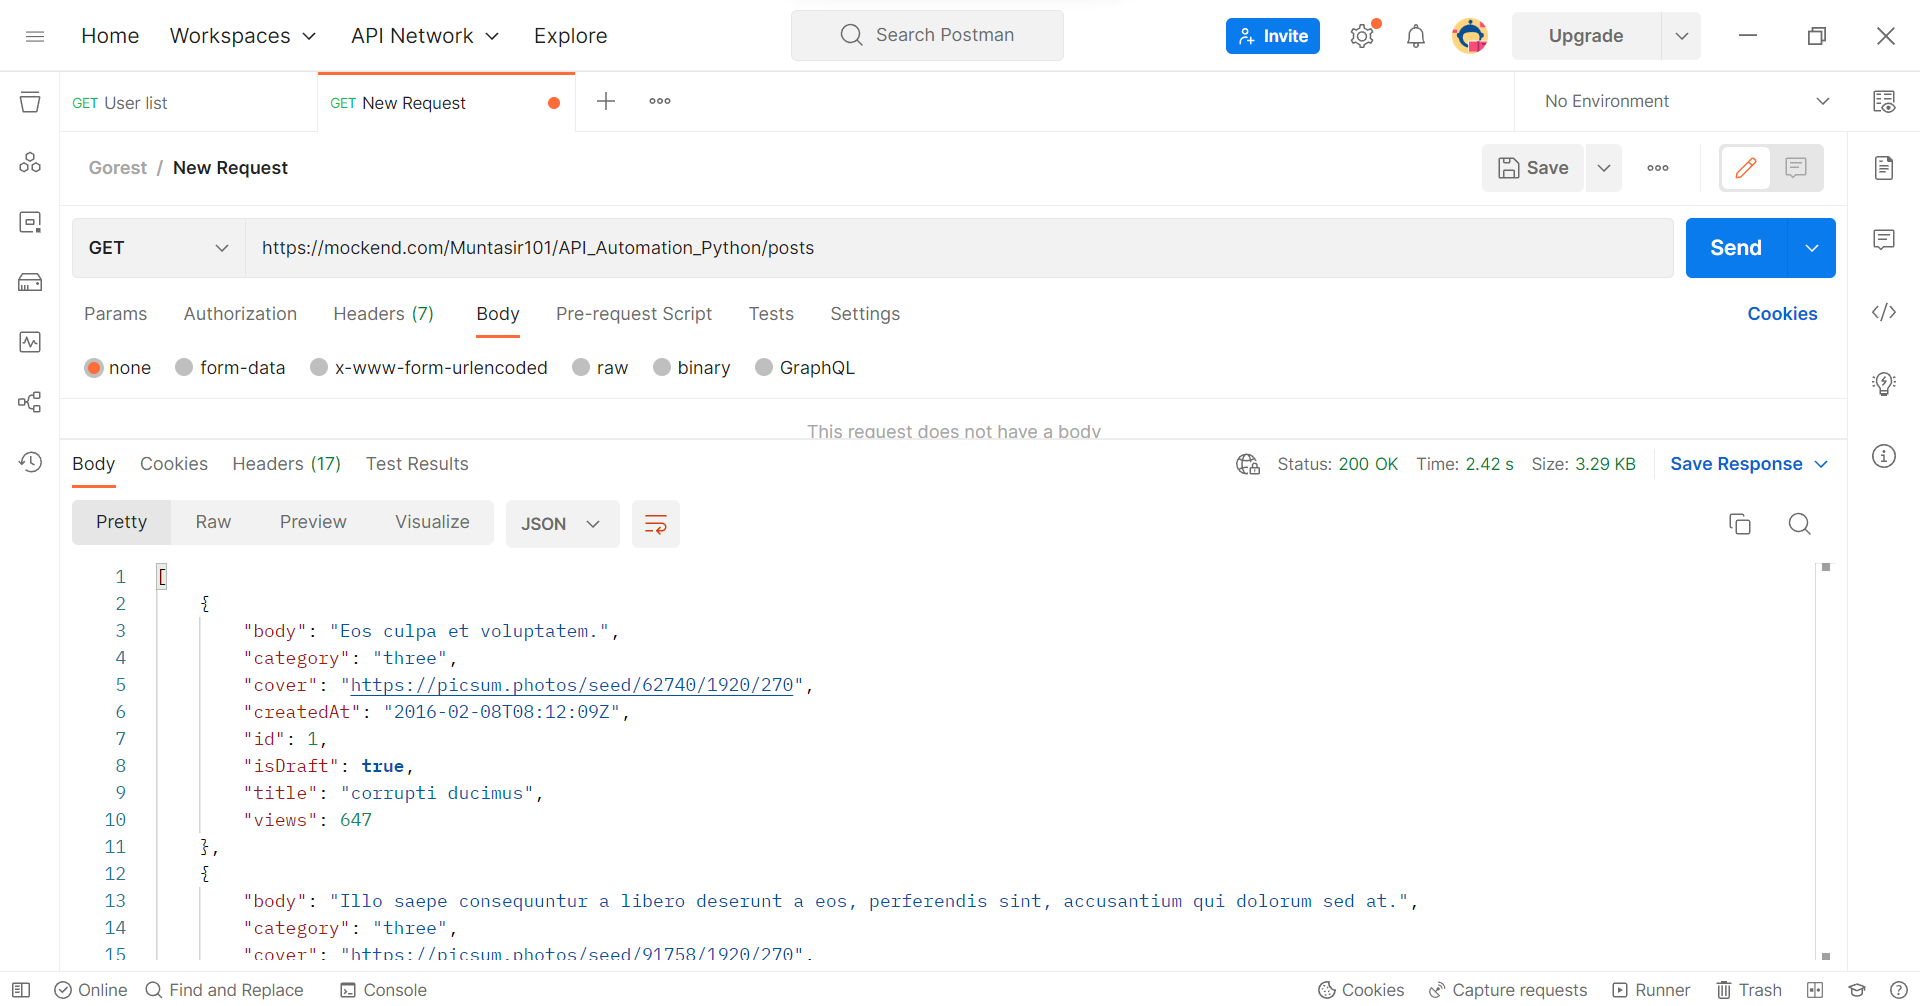 Home Workspaces API Network Explore Search Postman Invite Upgrade
GET User list GET New Request No Environment
Gorest / New Request Save
GET https://mockend.com/Muntasir101/API_Automation_Python/posts Send
Params Authorization Headers (7) Body Pre-request Script Tests Settings Cookies
none form-data x-www-form-urlencoded raw binary GraphQL
This request does not have a body
Body Cookies Headers (17) Test Results Status: 200 OK Time: 2.42 s Size: 3.29 KB Save Response
Pretty Raw Preview Visualize JSON
1 [
2 {
3 "body": "Eos culpa et voluptatem.",
4 "category": "three",
5 "cover": "https://picsum.photos/seed/62740/1920/270",
6 "createdAt": "2016-02-08T08:12:09Z",
7 "id": 1,
8 "isDraft": true,
9 "title": "corrupti ducimus",
10 "views": 647
11 },
12 {
13 "body": "Illo saepe consequuntur a libero deserunt a eos, perferendis sint, accusantium qui dolorum sed at.",
14 "category": "three",
15 "cover": "https://picsum.photos/seed/91758/1920/270",
Online Find and Replace Console Cookies Capture requests Runner Trash